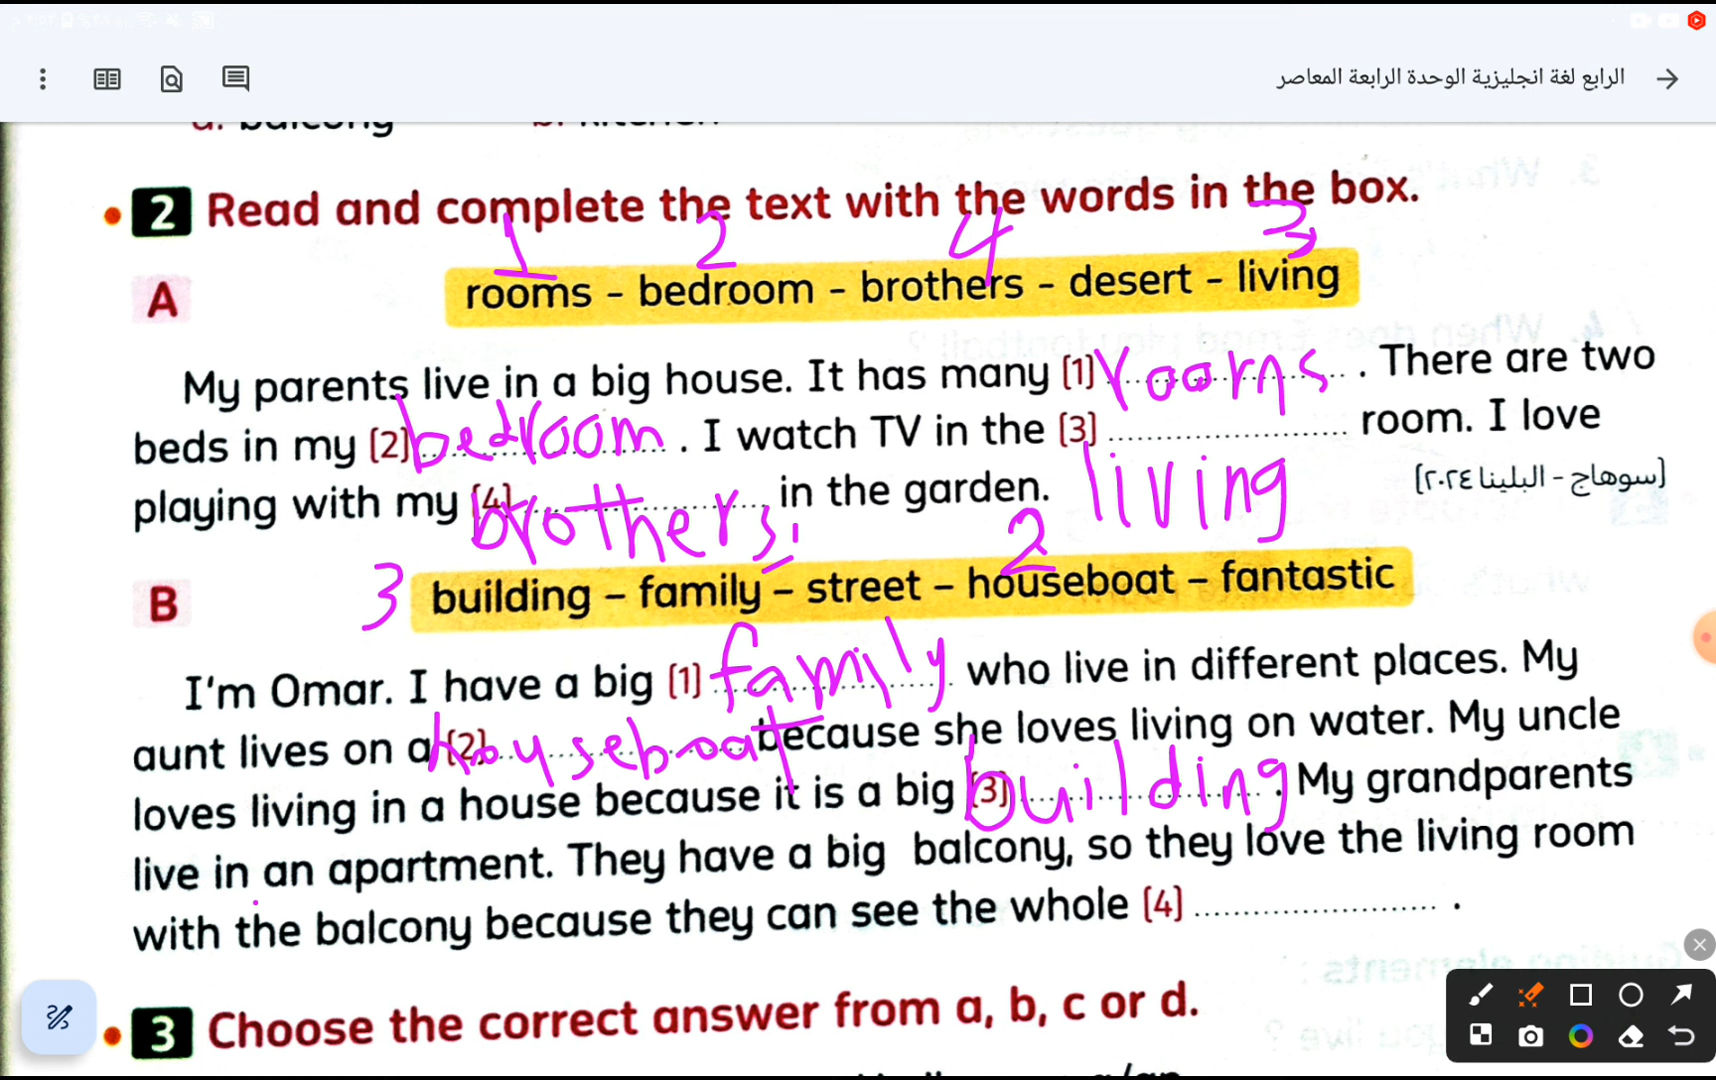 الرابع لغة انجليزية الوحدة الرابعة المعاصر
a. balcony b. kitchen
2 Read and complete the text with the words in the box.
1 2 4 3
A rooms - bedroom - brothers - desert - living
My parents live in a big house. It has many [1] rooms. There are two
beds in my [2] bedroom. I watch TV in the [3] living room. I love
playing with my [4] brothers in the garden.
[سوهاج - البلينا ٢٠٢٤]
3 1 2
B building – family – street – houseboat – fantastic
I'm Omar. I have a big [1] family who live in different places. My
aunt lives on a [2] houseboat because she loves living on water. My uncle
loves living in a house because it is a big [3] building. My grandparents
live in an apartment. They have a big balcony, so they love the living room
with the balcony because they can see the whole [4] .................... .
3 Choose the correct answer from a, b, c or d.